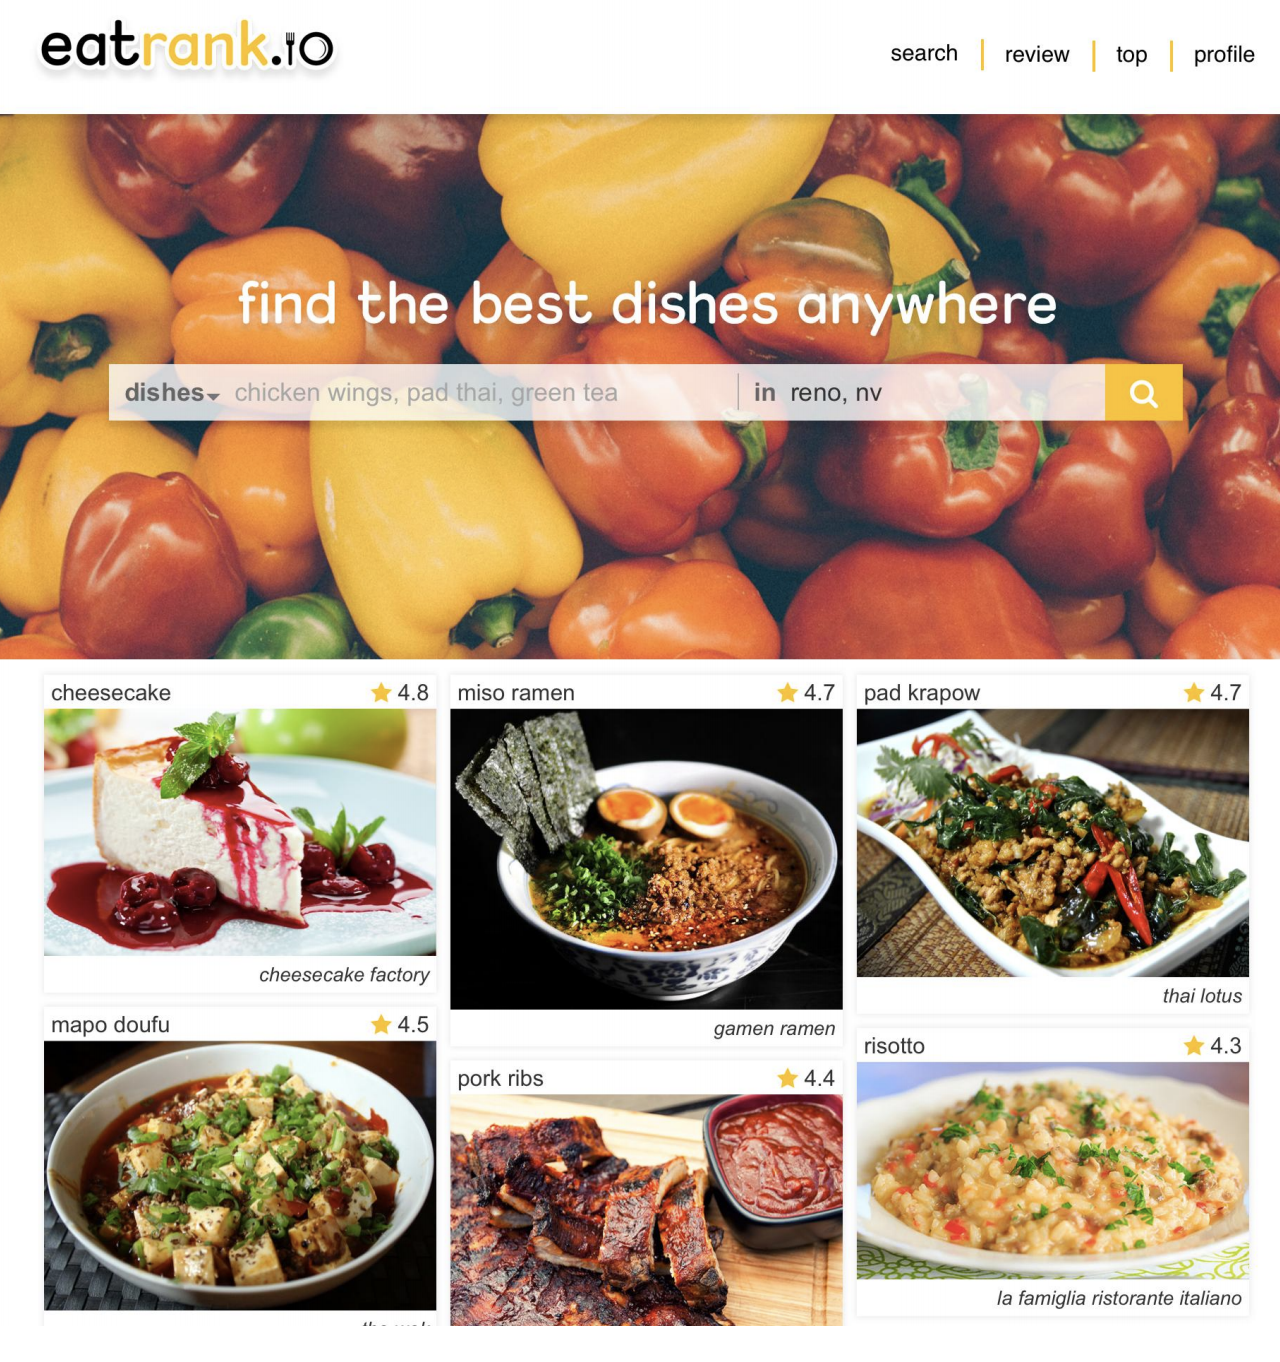 eatrank.io
search
review
top
profile
find the best dishes anywhere
dishes chicken wings, pad thai, green tea in reno, nv
cheesecake 4.8
cheesecake factory
miso ramen 4.7
gamen ramen
pad krapow 4.7
thai lotus
mapo doufu 4.5
pork ribs 4.4
risotto 4.3
la famiglia ristorante italiano